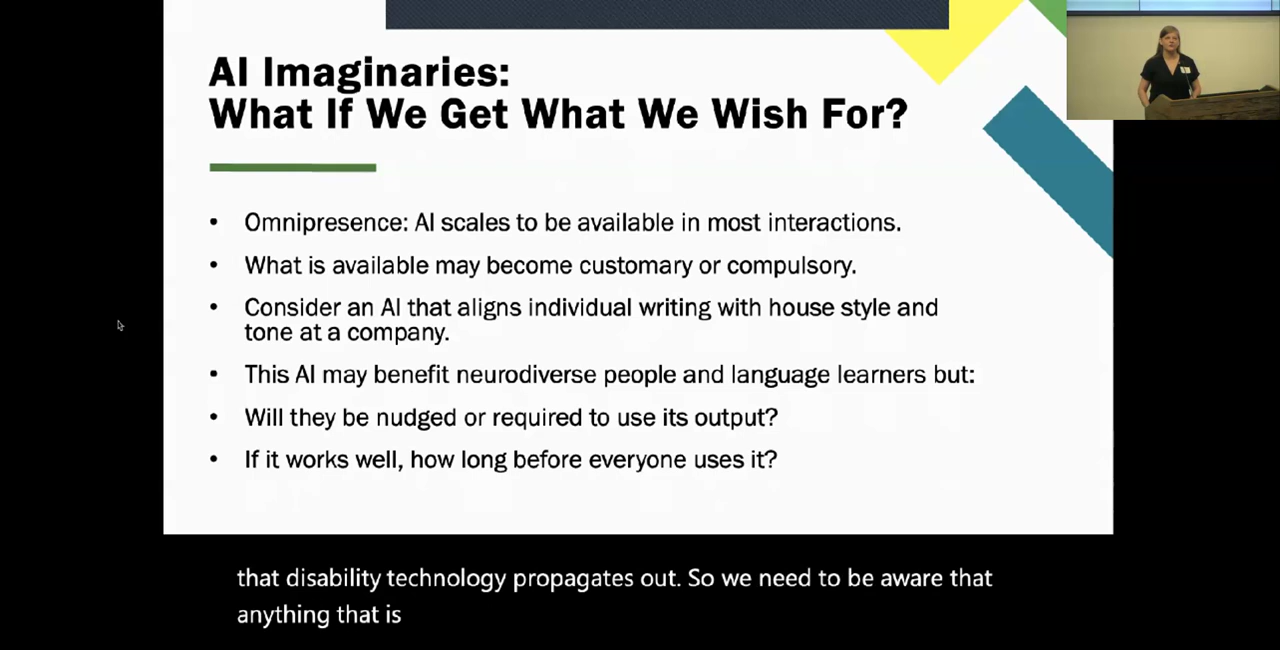 AI Imaginaries:
What If We Get What We Wish For?
• Omnipresence: AI scales to be available in most interactions.
• What is available may become customary or compulsory.
• Consider an AI that aligns individual writing with house style and
tone at a company.
• This AI may benefit neurodiverse people and language learners but:
• Will they be nudged or required to use its output?
• If it works well, how long before everyone uses it?
that disability technology propagates out. So we need to be aware that
anything that is